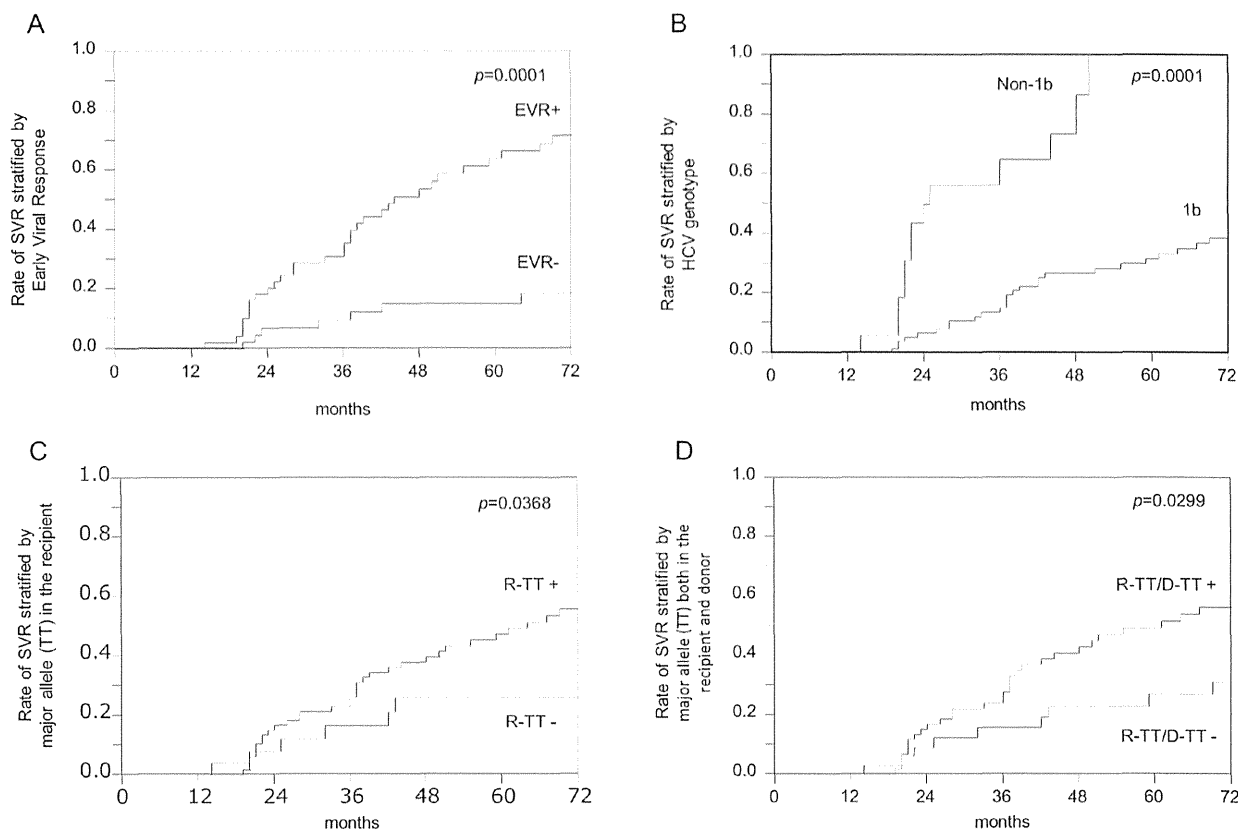 A
Rate of SVR stratified by
Early Viral Response
1.0
0.8
0.6
0.4
0.2
0.0
p=0.0001
EVR+
EVR-
0 12 24 36 48 60 72
months
B
Rate of SVR stratified by
HCV genotype
1.0
0.8
0.6
0.4
0.2
0.0
Non-1b
p=0.0001
1b
0 12 24 36 48 60 72
months
C
Rate of SVR stratified by
major allele (TT) in the recipient
1.0
0.8
0.6
0.4
0.2
0.0
p=0.0368
R-TT +
R-TT -
0 12 24 36 48 60 72
months
D
Rate of SVR stratified by
major allele (TT) both in the
recipient and donor
1.0
0.8
0.6
0.4
0.2
0.0
p=0.0299
R-TT/D-TT +
R-TT/D-TT -
0 12 24 36 48 60 72
months